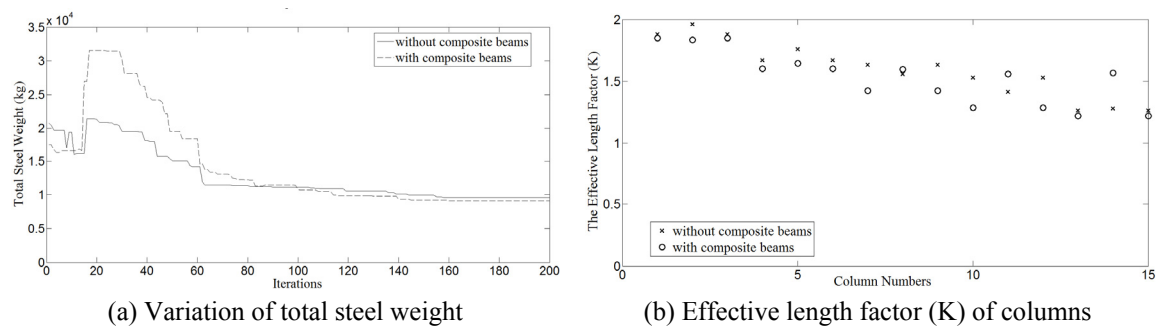 x 10⁴
3.5
3
2.5
2
1.5
1
0.5
0
Total Steel Weight (kg)
without composite beams
with composite beams
0 20 40 60 80 100 120 140 160 180 200
Iterations
(a) Variation of total steel weight
2
1.5
1
0.5
0
The Effective Length Factor (K)
without composite beams
with composite beams
0 5 10 15
Column Numbers
(b) Effective length factor (K) of columns